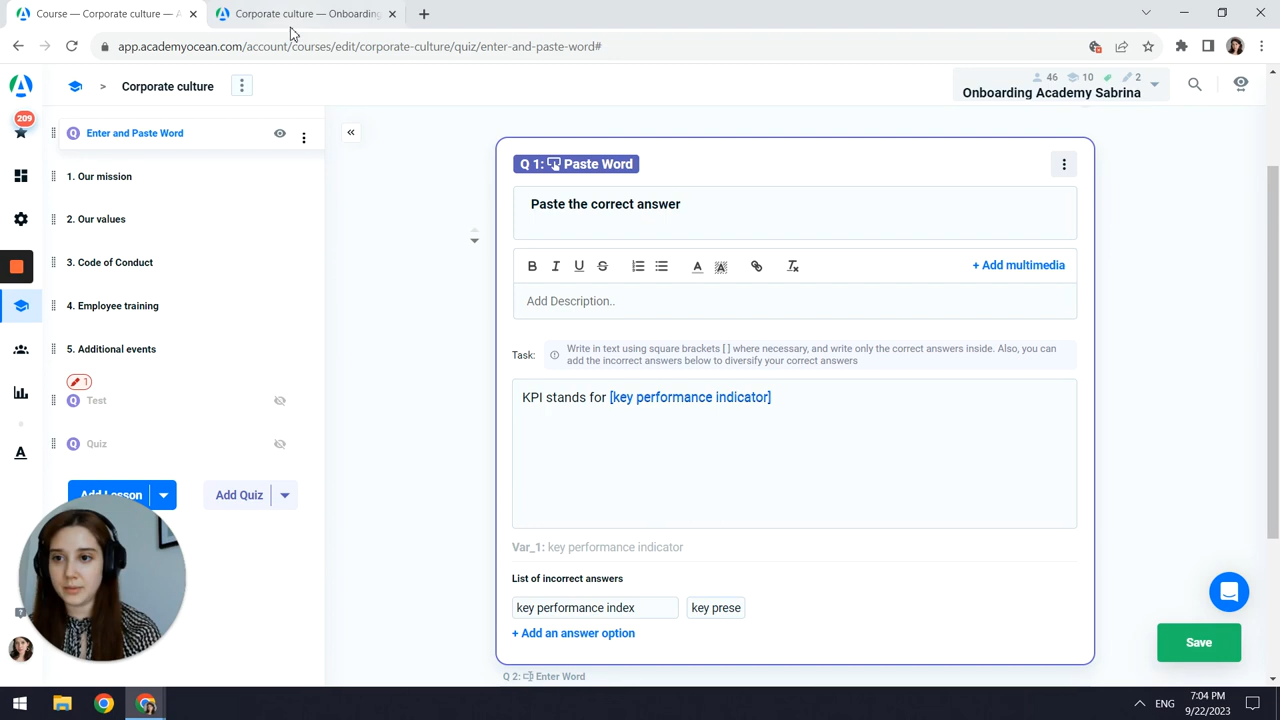 Course — Corporate culture — A
Corporate culture — Onboarding
app.academyocean.com/account/courses/edit/corporate-culture/quiz/enter-and-paste-word#
> Corporate culture
46 10 2
Onboarding Academy Sabrina
209
Q Enter and Paste Word
1. Our mission
2. Our values
3. Code of Conduct
4. Employee training
5. Additional events
1
Q Test
Q Quiz
Add Lesson
Add Quiz
«
Q 1: Paste Word
Paste the correct answer
B I U S A A
+ Add multimedia
Add Description..
Task: Write in text using square brackets [ ] where necessary, and write only the correct answers inside. Also, you can
add the incorrect answers below to diversify your correct answers
KPI stands for [key performance indicator]
Var_1: key performance indicator
List of incorrect answers
key performance index
key prese
+ Add an answer option
Q 2: Enter Word
Save
A
ENG
7:04 PM
9/22/2023